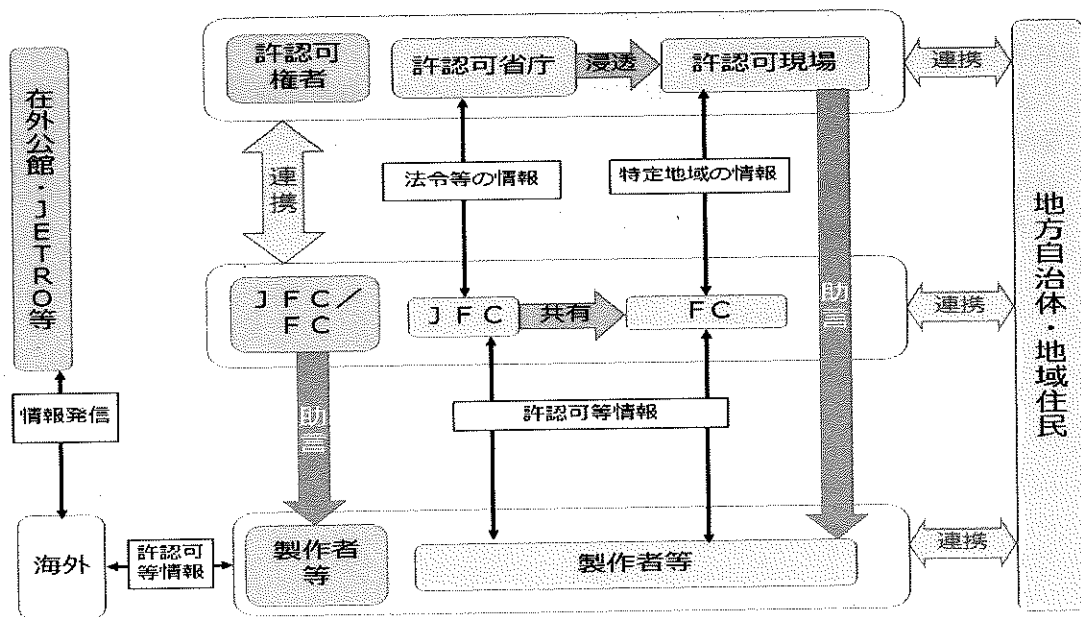 許認可
権者
許認可省庁
浸透
許認可現場
連携
在外公館・JETRO等
連携
法令等の情報
特定地域の情報
地方自治体・地域住民
JFC／
FC
JFC
共有
FC
助言
連携
情報発信
助言
許認可等情報
海外
許認可
等情報
製作者
等
製作者等
連携